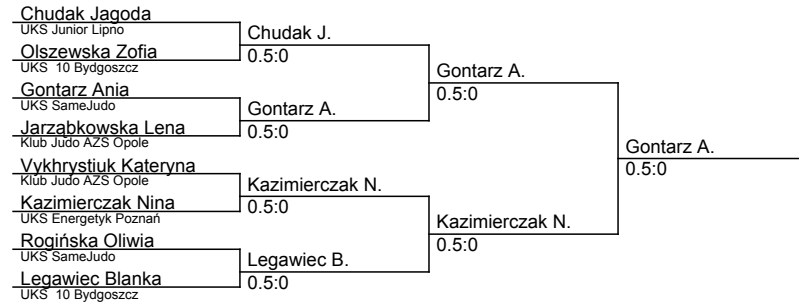 Chudak Jagoda
UKS Junior Lipno
Olszewska Zofia
UKS 10 Bydgoszcz
Gontarz Ania
UKS SameJudo
Jarząbkowska Lena
Klub Judo AZS Opole
Vykhrystiuk Kateryna
Klub Judo AZS Opole
Kazimierczak Nina
UKS Energetyk Poznań
Rogińska Oliwia
UKS SameJudo
Legawiec Blanka
UKS 10 Bydgoszcz
Chudak J.
0.5:0
Gontarz A.
0.5:0
Kazimierczak N.
0.5:0
Legawiec B.
0.5:0
Gontarz A.
0.5:0
Kazimierczak N.
0.5:0
Gontarz A.
0.5:0